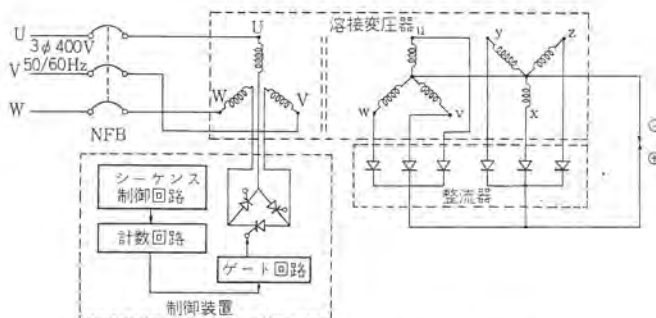 U
3φ 400V
V 50/60Hz
W
NFB
U
W
V
溶接変圧器
u
w
v
y
z
x
⊖
⊕
整流器
シーケンス
制御回路
計数回路
ゲート回路
制御装置